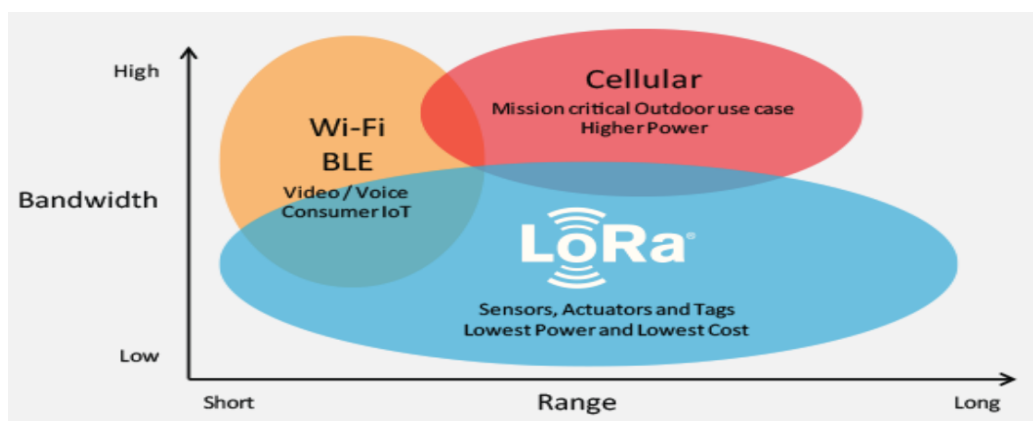 High
Cellular
Mission critical Outdoor use case
Higher Power
Wi-Fi
BLE
Video / Voice
Consumer IoT
Bandwidth
LoRa®
Sensors, Actuators and Tags
Lowest Power and Lowest Cost
Low
Short
Range
Long